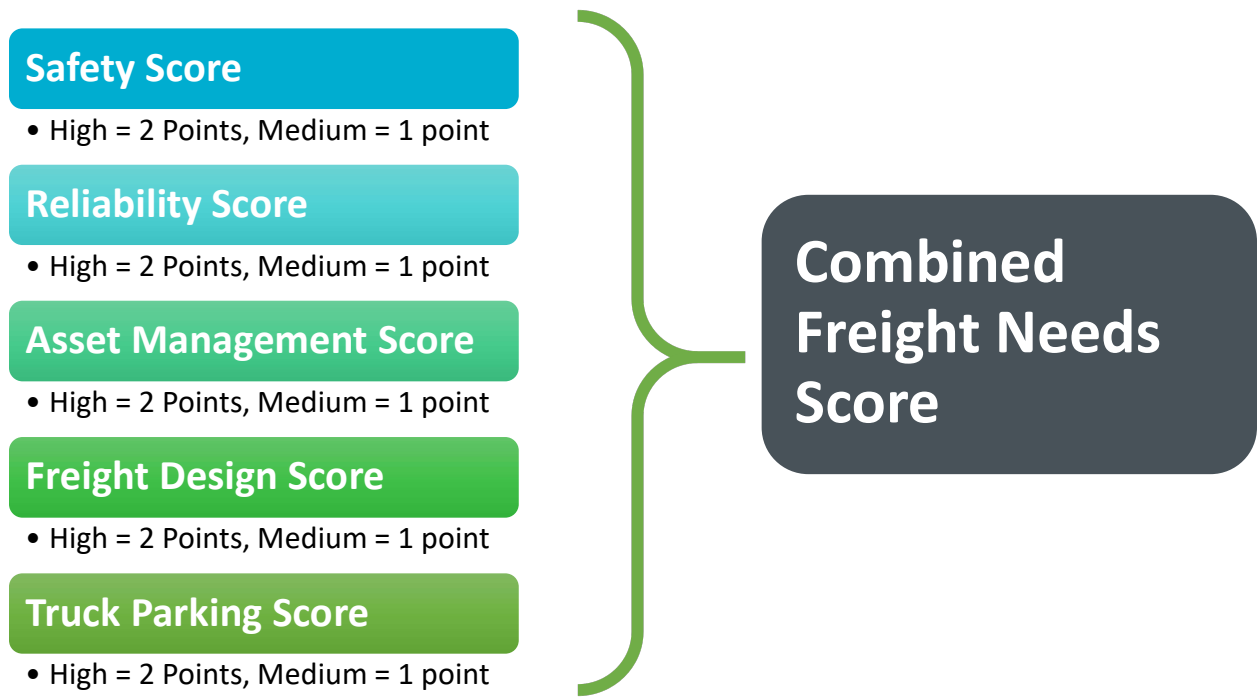 Safety Score
• High = 2 Points, Medium = 1 point
Reliability Score
• High = 2 Points, Medium = 1 point
Asset Management Score
• High = 2 Points, Medium = 1 point
Freight Design Score
• High = 2 Points, Medium = 1 point
Truck Parking Score
• High = 2 Points, Medium = 1 point
Combined
Freight Needs
Score